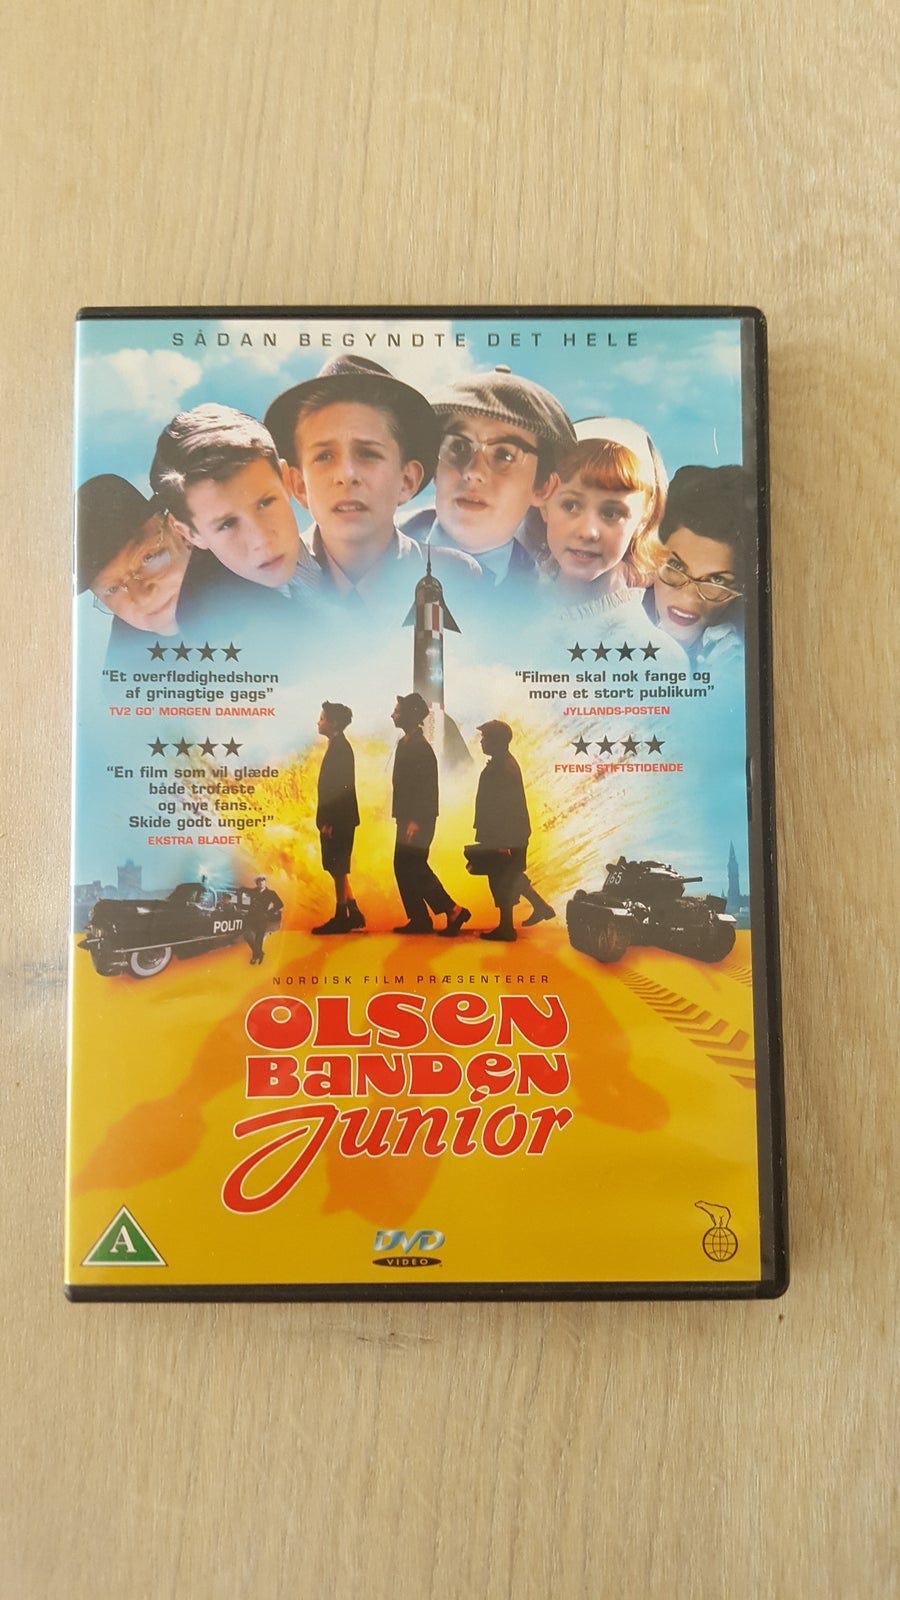 SÅDAN BEGYNDTE DET HELE
"Et overflødighedshorn
af grinagtige gags"
TV2 GO' MORGEN DANMARK
"En film som vil glæde
både trofaste
og nye fans...
Skide godt unger!"
EKSTRA BLADET
"Filmen skal nok fange og
more et stort publikum"
JYLLANDS-POSTEN
FYENS STIFTSTIDENDE
POLITI
65
NORDISK FILM PRÆSENTERER
OLSEN
BANDEN
Junior
A
DVD
VIDEO